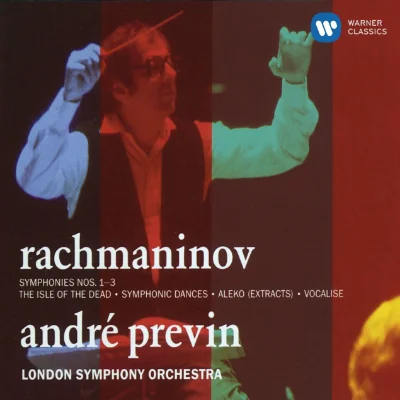 WARNER
CLASSICS
rachmaninov
SYMPHONIES NOS. 1–3
THE ISLE OF THE DEAD • SYMPHONIC DANCES • ALEKO (EXTRACTS) • VOCALISE
andré previn
LONDON SYMPHONY ORCHESTRA